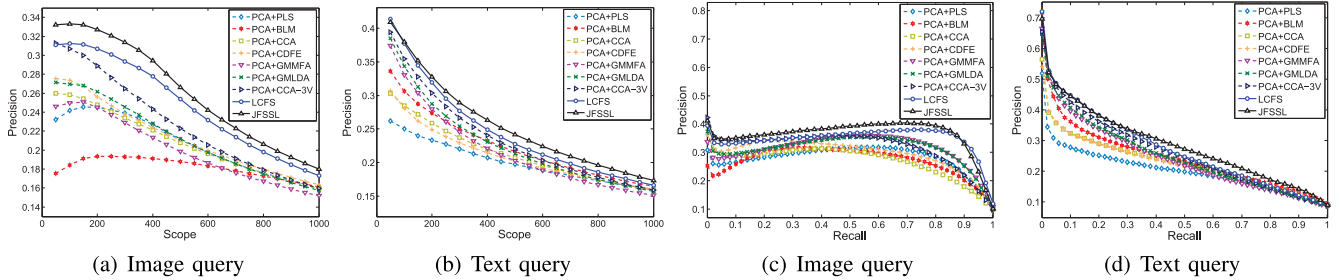 0.34
0.32
0.3
0.28
0.26
0.24
0.22
0.2
0.18
0.16
0.14
Precision
0 200 400 600 800 1000
Scope
PCA+PLS
PCA+BLM
PCA+CCA
PCA+CDFE
PCA+GMMFA
PCA+GMLDA
PCA+CCA-3V
LCFS
JFSSL
(a) Image query
0.4
0.35
0.3
0.25
0.2
0.15
Precision
0 200 400 600 800 1000
Scope
PCA+PLS
PCA+BLM
PCA+CCA
PCA+CDFE
PCA+GMMFA
PCA+GMLDA
PCA+CCA-3V
LCFS
JFSSL
(b) Text query
0.8
0.7
0.6
0.5
0.4
0.3
0.2
0.1
Precision
0 0.1 0.2 0.3 0.4 0.5 0.6 0.7 0.8 0.9 1
Recall
PCA+PLS
PCA+BLM
PCA+CCA
PCA+CDFE
PCA+GMMFA
PCA+GMLDA
PCA+CCA-3V
LCFS
JFSSL
(c) Image query
0.7
0.6
0.5
0.4
0.3
0.2
0.1
Precision
0 0.1 0.2 0.3 0.4 0.5 0.6 0.7 0.8 0.9 1
Recall
PCA+PLS
PCA+BLM
PCA+CCA
PCA+CDFE
PCA+GMMFA
PCA+GMLDA
PCA+CCA-3V
LCFS
JFSSL
(d) Text query